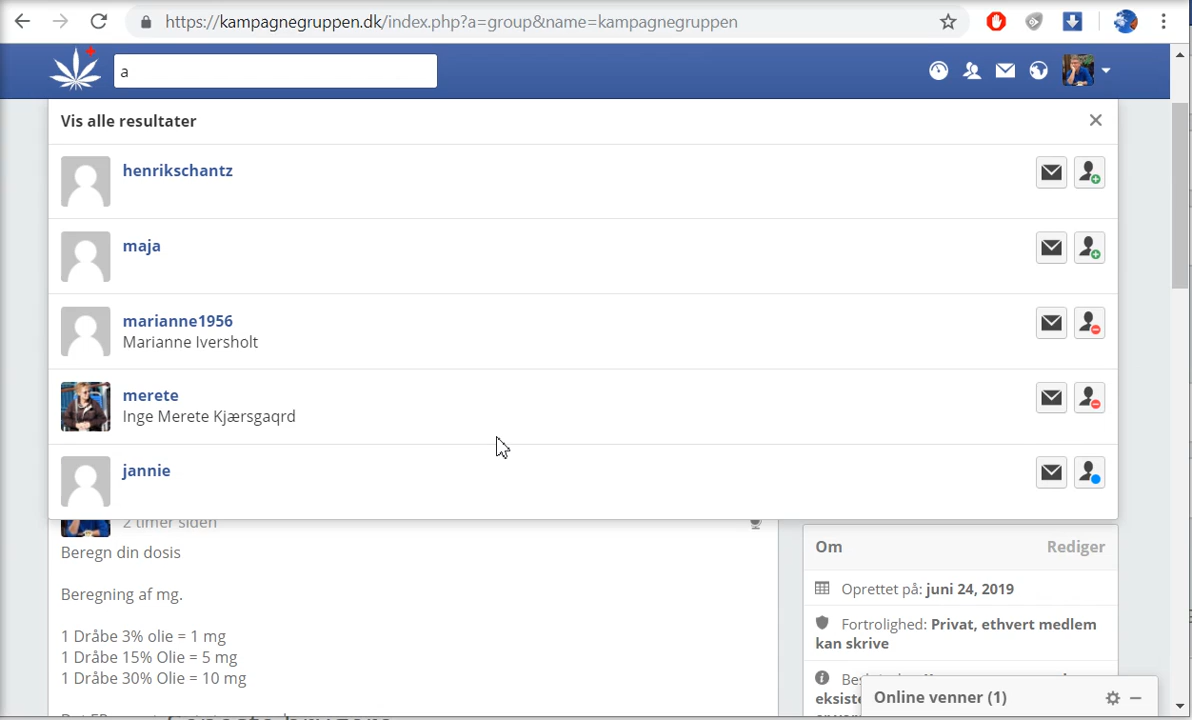 https://kampagnegruppen.dk/index.php?a=group&name=kampagnegruppen
a
Vis alle resultater
henrikschantz
maja
marianne1956
Marianne Iversholt
merete
Inge Merete Kjærsgaqrd
jannie
2 timer siden
Beregn din dosis
Beregning af mg.
1 Dråbe 3% olie = 1 mg
1 Dråbe 15% Olie = 5 mg
1 Dråbe 30% Olie = 10 mg
Om Rediger
Oprettet på: juni 24, 2019
Fortrolighed: Privat, ethvert medlem
kan skrive
Online venner (1)